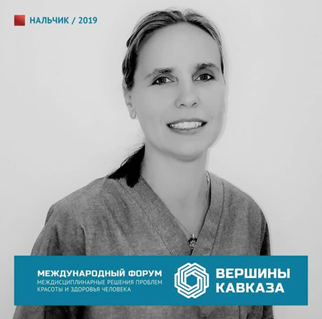 НАЛЬЧИК / 2019
МЕЖДУНАРОДНЫЙ ФОРУМ
МЕЖДИСЦИПЛИНАРНЫЕ РЕШЕНИЯ ПРОБЛЕМ
КРАСОТЫ И ЗДОРОВЬЯ ЧЕЛОВЕКА
ВЕРШИНЫ
КАВКАЗА